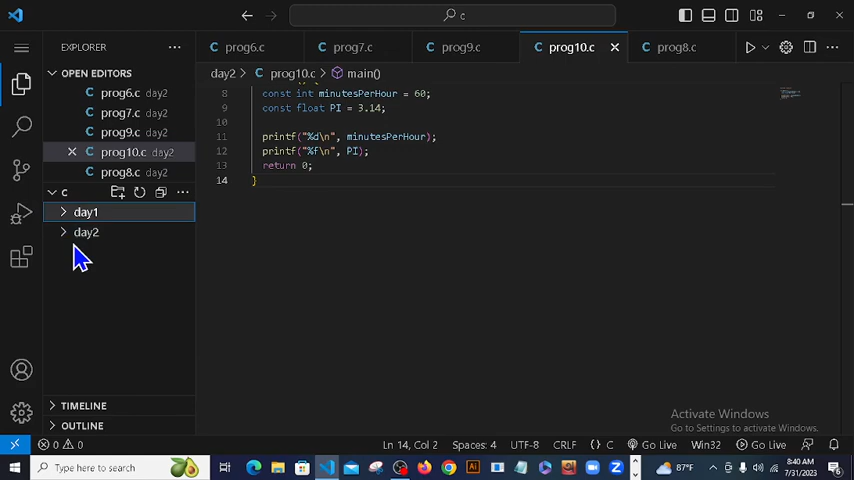 c
EXPLORER
prog6.c
prog7.c
prog9.c
prog10.c
prog8.c
OPEN EDITORS
day2 > prog10.c > main()
prog6.c day2
prog7.c day2
prog9.c day2
prog10.c day2
prog8.c day2
C
day1
day2
8 const int minutesPerHour = 60;
9 const float PI = 3.14;
10
11 printf("%d\n", minutesPerHour);
12 printf("%f\n", PI);
13 return 0;
14 }
TIMELINE
OUTLINE
Activate Windows
Go to Settings to activate Windows.
0 0
Ln 14, Col 2
Spaces: 4
UTF-8
CRLF
{} C
Go Live
Win32
Go Live
Type here to search
87°F
8:40 AM
7/31/2023